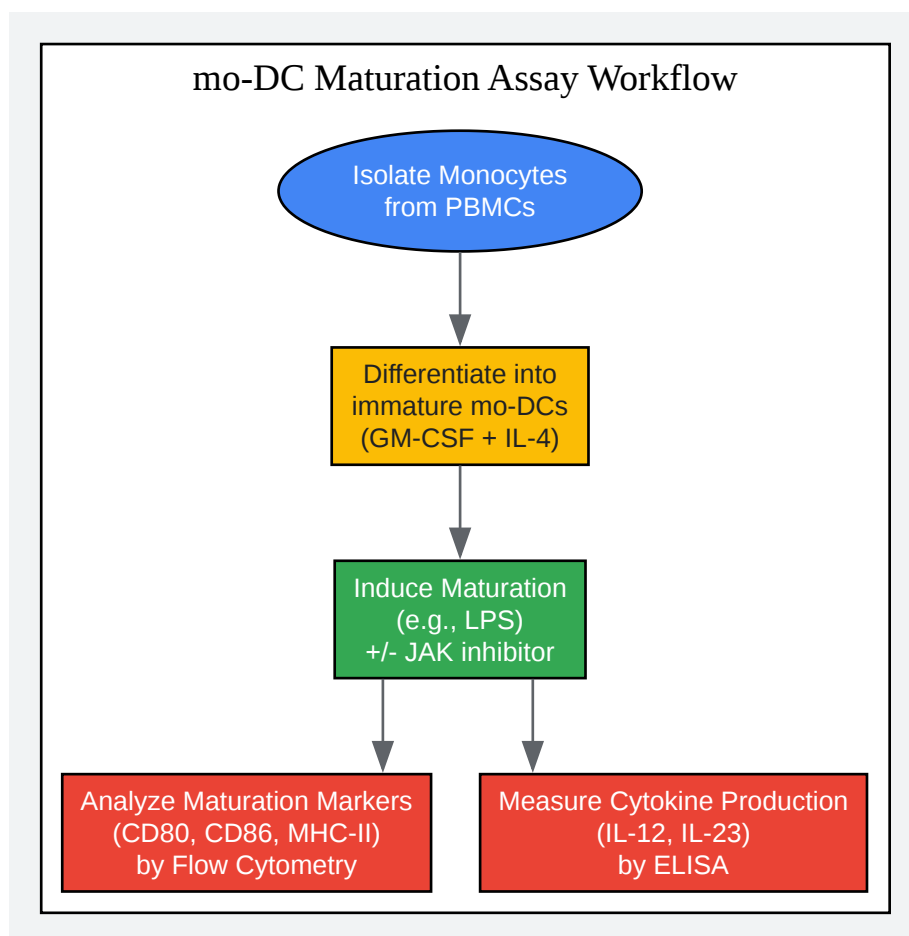 mo-DC Maturation Assay Workflow
Isolate Monocytes
from PBMCs
Differentiate into
immature mo-DCs
(GM-CSF + IL-4)
Induce Maturation
(e.g., LPS)
+/- JAK inhibitor
Analyze Maturation Markers
(CD80, CD86, MHC-II)
by Flow Cytometry
Measure Cytokine Production
(IL-12, IL-23)
by ELISA